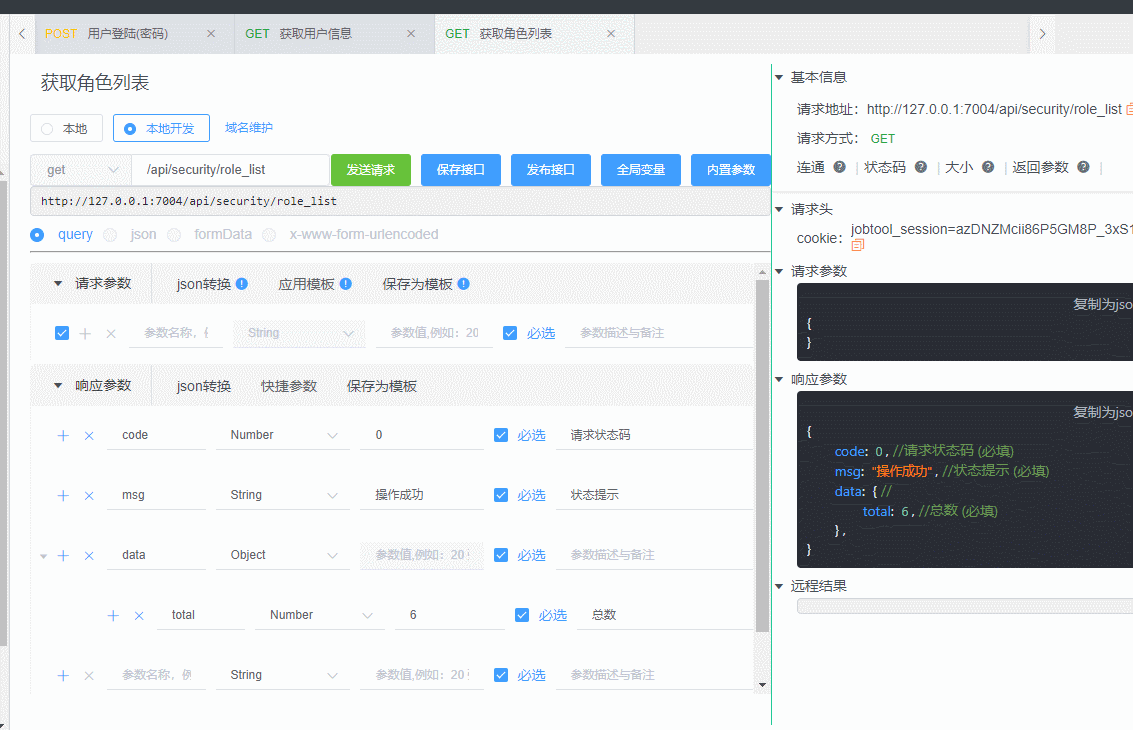 POST 用户登陆(密码) GET 获取用户信息 GET 获取角色列表
获取角色列表
本地 本地开发 域名维护
get /api/security/role_list 发送请求 保存接口 发布接口 全局变量 内置参数
http://127.0.0.1:7004/api/security/role_list
query json formData x-www-form-urlencoded
请求参数 json转换 应用模板 保存为模板
参数名称, String 参数值,例如: 20 必选 参数描述与备注
响应参数 json转换 快捷参数 保存为模板
code Number 0 必选 请求状态码
msg String 操作成功 必选 状态提示
data Object 参数值,例如: 20 必选 参数描述与备注
total Number 6 必选 总数
参数名称, 例 String 参数值,例如: 20 必选 参数描述与备注
基本信息
请求地址: http://127.0.0.1:7004/api/security/role_list
请求方式: GET
连通 ? | 状态码 ? | 大小 ? | 返回参数 ? |
请求头
cookie: jobtool_session=azDNZMcii86P5GM8P_3xS1
请求参数
复制为jso
{
}
响应参数
复制为jso
{
code: 0, //请求状态码 (必填)
msg: "操作成功", //状态提示 (必填)
data: { //
total: 6, //总数 (必填)
},
}
远程结果